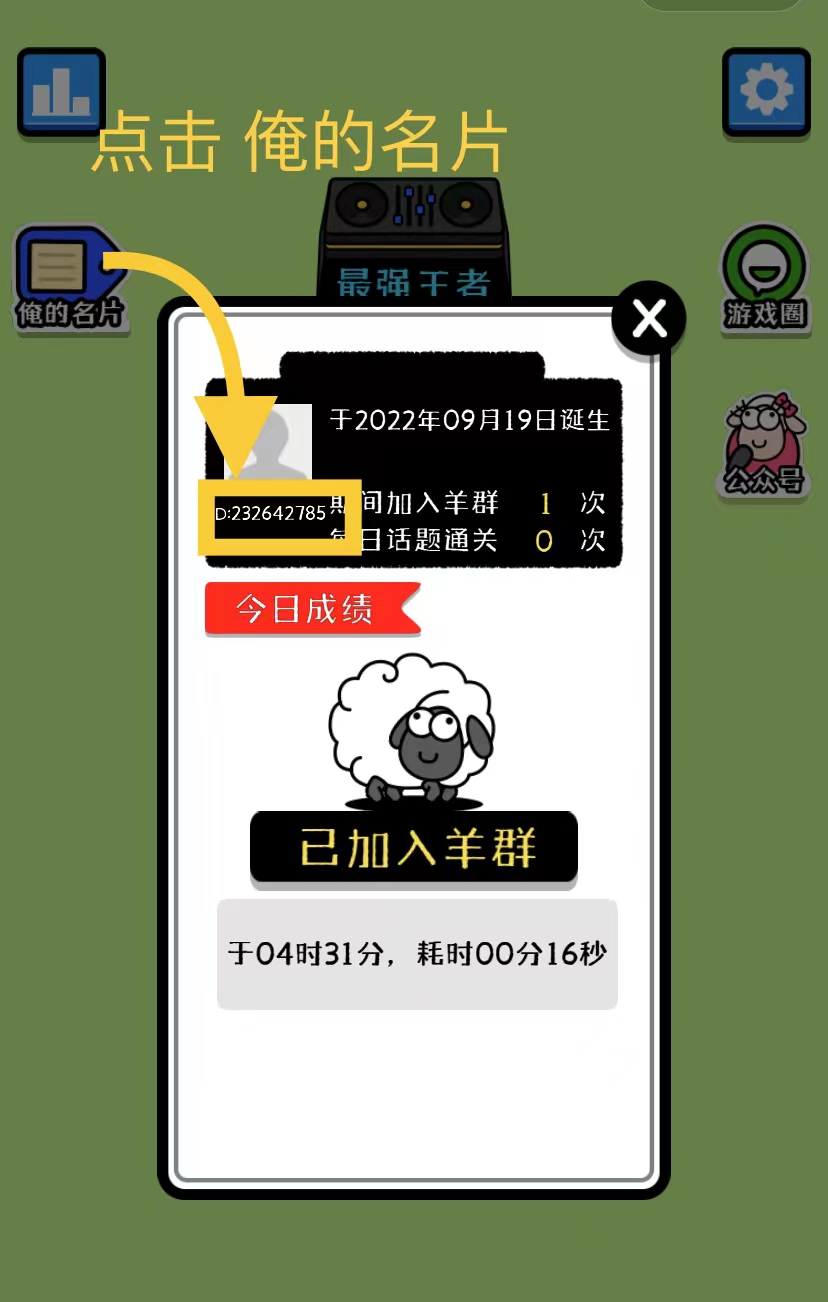 点击 俺的名片
最强王者
俺的名片
游戏圈
公众号
X
于2022年09月19日诞生
D:232642785
期间加入羊群 1 次
每日话题通关 0 次
今日成绩
已加入羊群
于04时31分，耗时00分16秒